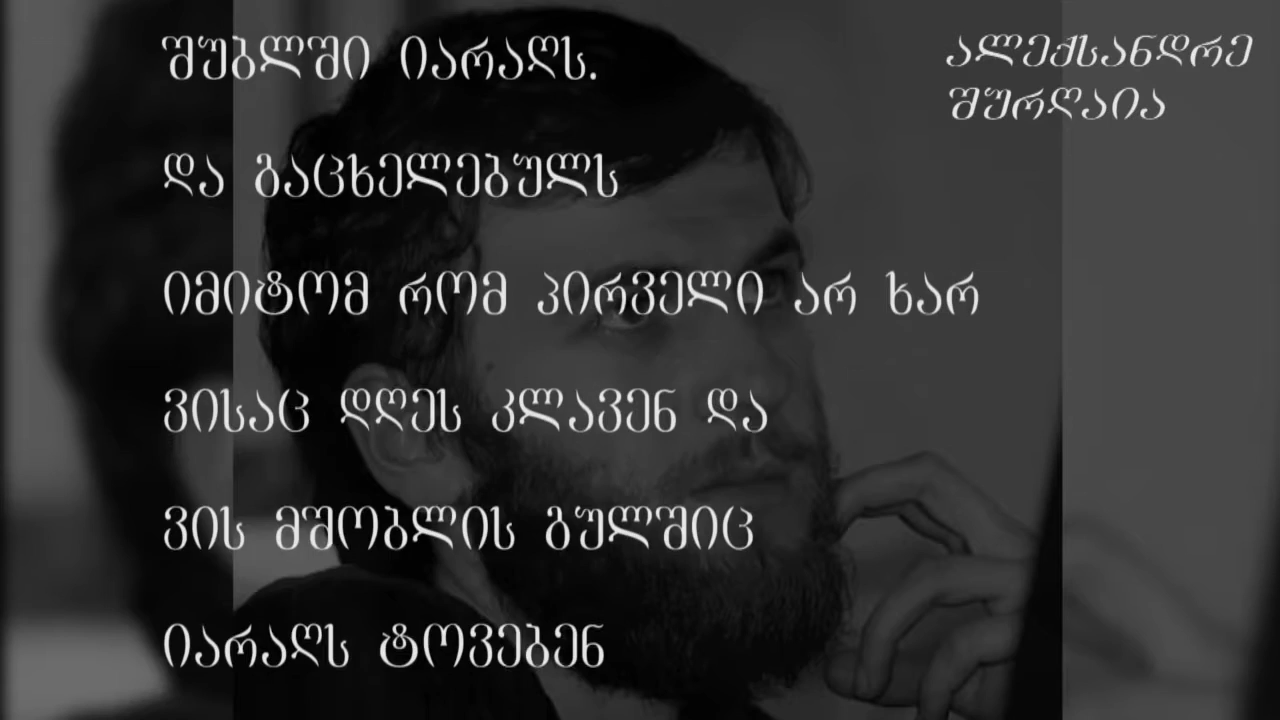 შუბლში იარაღს.
ალექსანდრე
შურღაია
და გაცხელებულს
იმიტომ რომ პირველი არ ხარ
ვისაც დღეს კლავენ და
ვის მშობლის გულშიც
იარაღს ტოვებენ